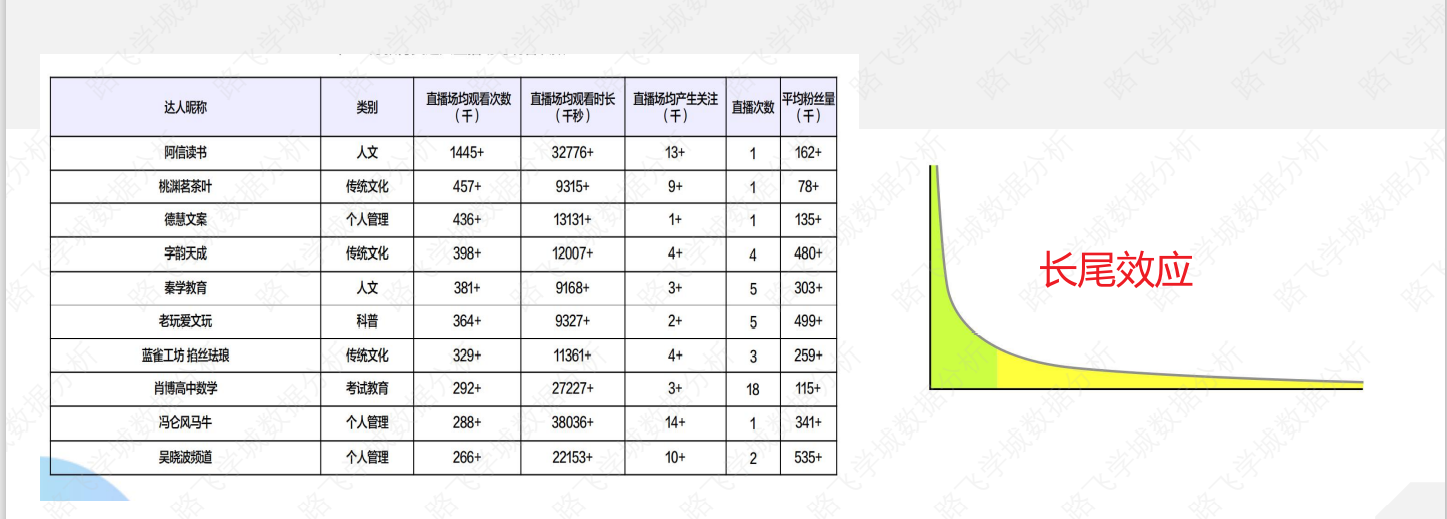 达人昵称 类别 直播场均观看次数（千） 直播场均观看时长（千秒） 直播场均产生关注（千） 直播次数 平均粉丝量（千）
阿信读书 人文 1445+ 32776+ 13+ 1 162+
桃渊茗茶叶 传统文化 457+ 9315+ 9+ 1 78+
德慧文案 个人管理 436+ 13131+ 1+ 1 135+
字韵天成 传统文化 398+ 12007+ 4+ 4 480+
秦学教育 人文 381+ 9168+ 3+ 5 303+
老玩爱文玩 科普 364+ 9327+ 2+ 5 499+
蓝雀工坊 掐丝珐琅 传统文化 329+ 11361+ 4+ 3 259+
肖博高中数学 考试教育 292+ 27227+ 3+ 18 115+
冯仑风马牛 个人管理 288+ 38036+ 14+ 1 341+
吴晓波频道 个人管理 266+ 22153+ 10+ 2 535+
长尾效应
路飞学城数据分析